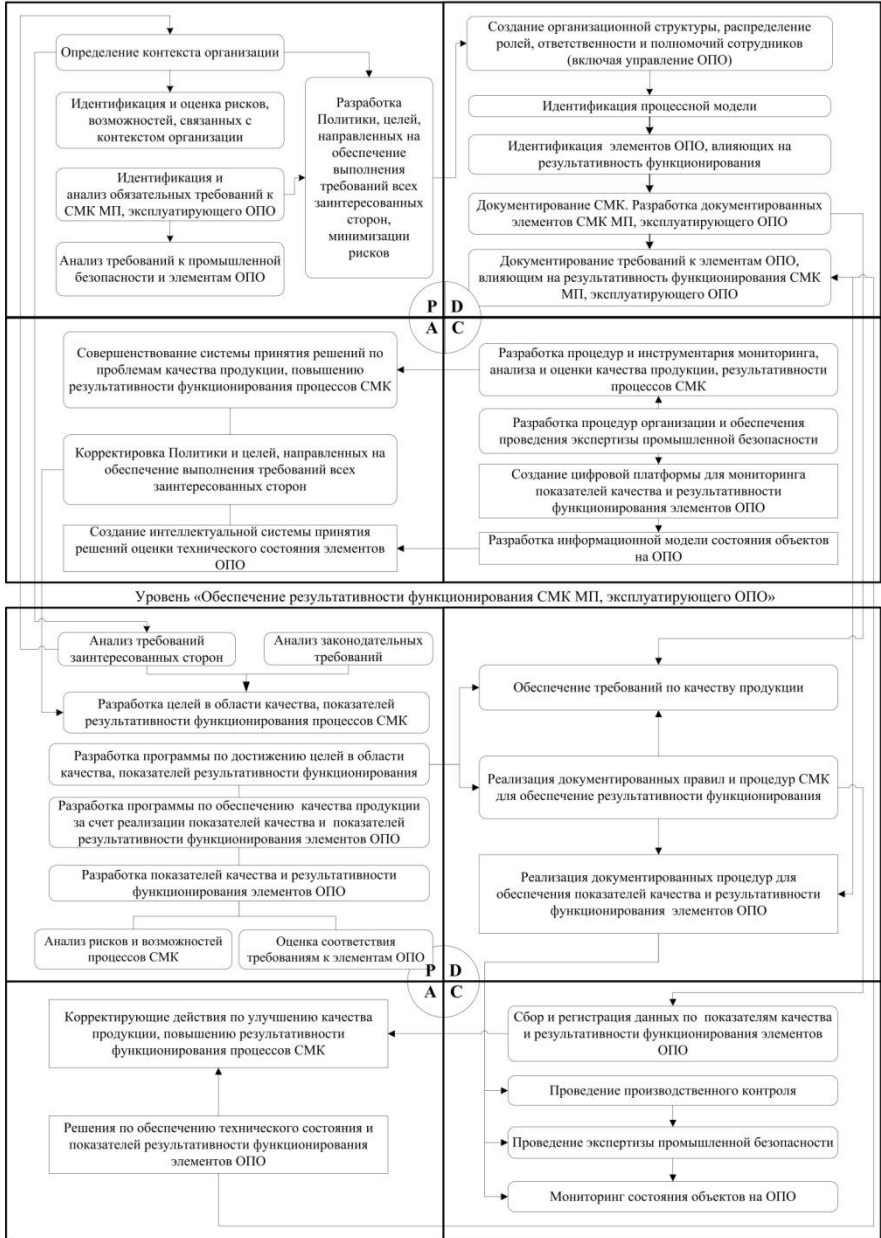 Определение контекста организации
Идентификация и оценка рисков,
возможностей, связанных с
контекстом организации
Идентификация и
анализ обязательных требований к
СМК МП, эксплуатирующего ОПО
Анализ требований к промышленной
безопасности и элементам ОПО
Разработка
Политики, целей,
направленных на
обеспечение
выполнения
требований всех
заинтересованных
сторон,
минимизации
рисков
Создание организационной структуры, распределение
ролей, ответственности и полномочий сотрудников
(включая управление ОПО)
Идентификация процессной модели
Идентификация элементов ОПО, влияющих на
результативность функционирования
Документирование СМК. Разработка документированных
элементов СМК МП, эксплуатирующего ОПО
Документирование требований к элементам ОПО,
влияющим на результативность функционирования СМК
МП, эксплуатирующего ОПО
P D
A C
Совершенствование системы принятия решений по
проблемам качества продукции, повышению
результативности функционирования процессов СМК
Корректировка Политики и целей, направленных на
обеспечение выполнения требований всех
заинтересованных сторон
Создание интеллектуальной системы принятия
решений оценки технического состояния элементов
ОПО
Разработка процедур и инструментария мониторинга,
анализа и оценки качества продукции, результативности
процессов СМК
Разработка процедур организации и обеспечения
проведения экспертизы промышленной безопасности
Создание цифровой платформы для мониторинга
показателей качества и результативности
функционирования элементов ОПО
Разработка информационной модели состояния объектов
на ОПО
Уровень «Обеспечение результативности функционирования СМК МП, эксплуатирующего ОПО»
Анализ требований
заинтересованных сторон
Анализ законодательных
требований
Разработка целей в области качества, показателей
результативности функционирования процессов СМК
Разработка программы по достижению целей в области
качества, показателей результативности функционирования
Разработка программы по обеспечению качества продукции
за счет реализации показателей качества и показателей
результативности функционирования элементов ОПО
Разработка показателей качества и результативности
функционирования элементов ОПО
Анализ рисков и возможностей
процессов СМК
Оценка соответствия
требованиям к элементам ОПО
Обеспечение требований по качеству продукции
Реализация документированных правил и процедур СМК
для обеспечение результативности функционирования
Реализация документированных процедур для
обеспечения показателей качества и результативности
функционирования элементов ОПО
P D
A C
Корректирующие действия по улучшению качества
продукции, повышению результативности
функционирования процессов СМК
Решения по обеспечению технического состояния и
показателей результативности функционирования
элементов ОПО
Сбор и регистрация данных по показателям качества
и результативности функционирования элементов
ОПО
Проведение производственного контроля
Проведение экспертизы промышленной безопасности
Мониторинг состояния объектов на ОПО